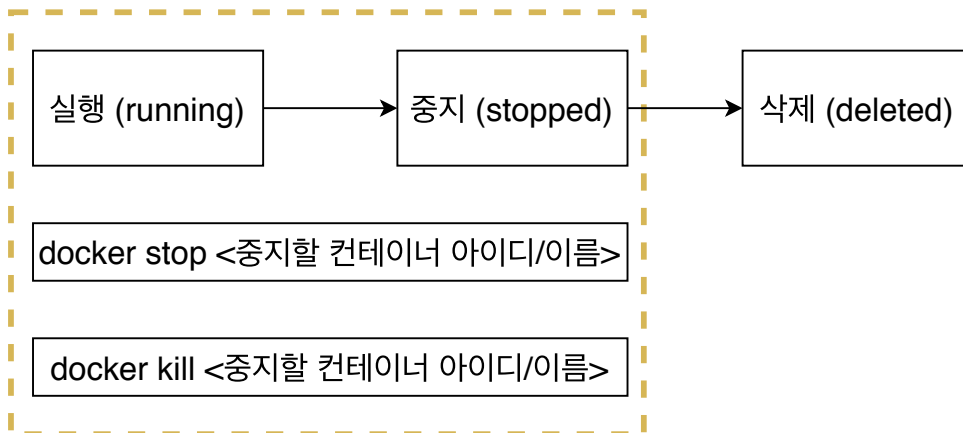 실행 (running)
중지 (stopped)
삭제 (deleted)
docker stop <중지할 컨테이너 아이디/이름>
docker kill <중지할 컨테이너 아이디/이름>